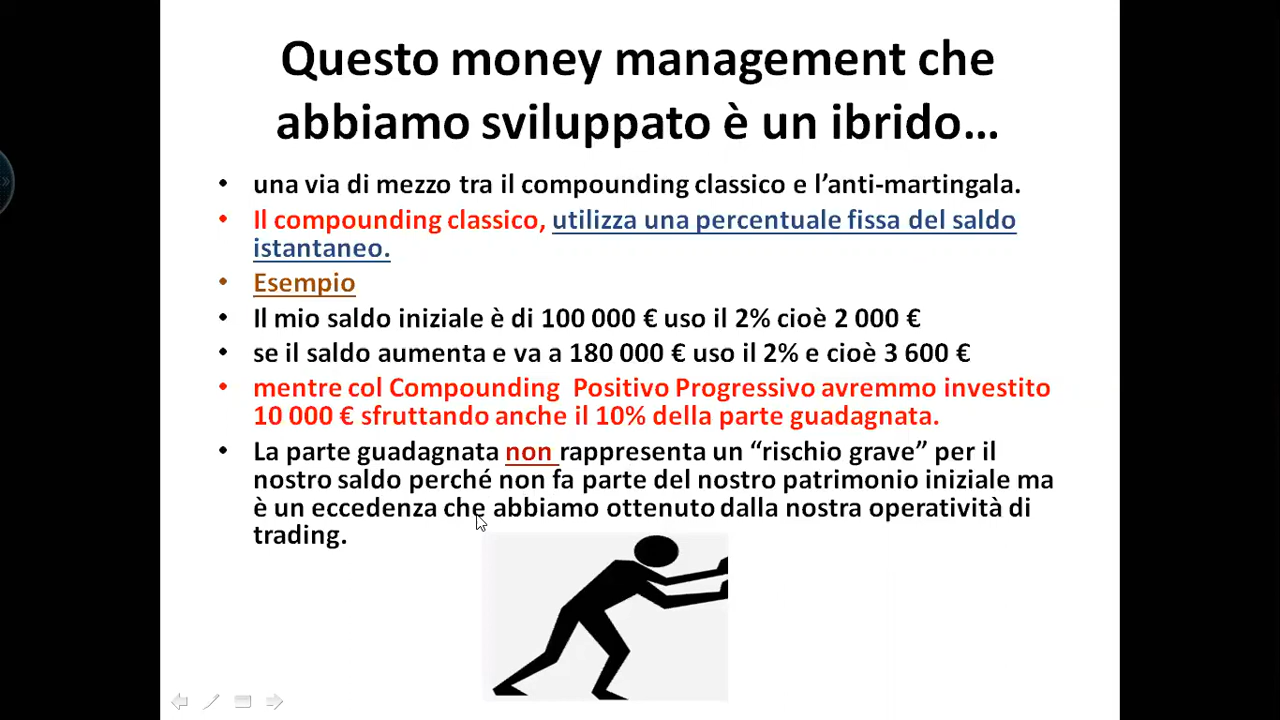 Questo money management che
abbiamo sviluppato è un ibrido...
• una via di mezzo tra il compounding classico e l’anti-martingala.
• Il compounding classico, utilizza una percentuale fissa del saldo
istantaneo.
• Esempio
• Il mio saldo iniziale è di 100 000 € uso il 2% cioè 2 000 €
• se il saldo aumenta e va a 180 000 € uso il 2% e cioè 3 600 €
• mentre col Compounding Positivo Progressivo avremmo investito
10 000 € sfruttando anche il 10% della parte guadagnata.
• La parte guadagnata non rappresenta un “rischio grave” per il
nostro saldo perché non fa parte del nostro patrimonio iniziale ma
è un eccedenza che abbiamo ottenuto dalla nostra operatività di
trading.